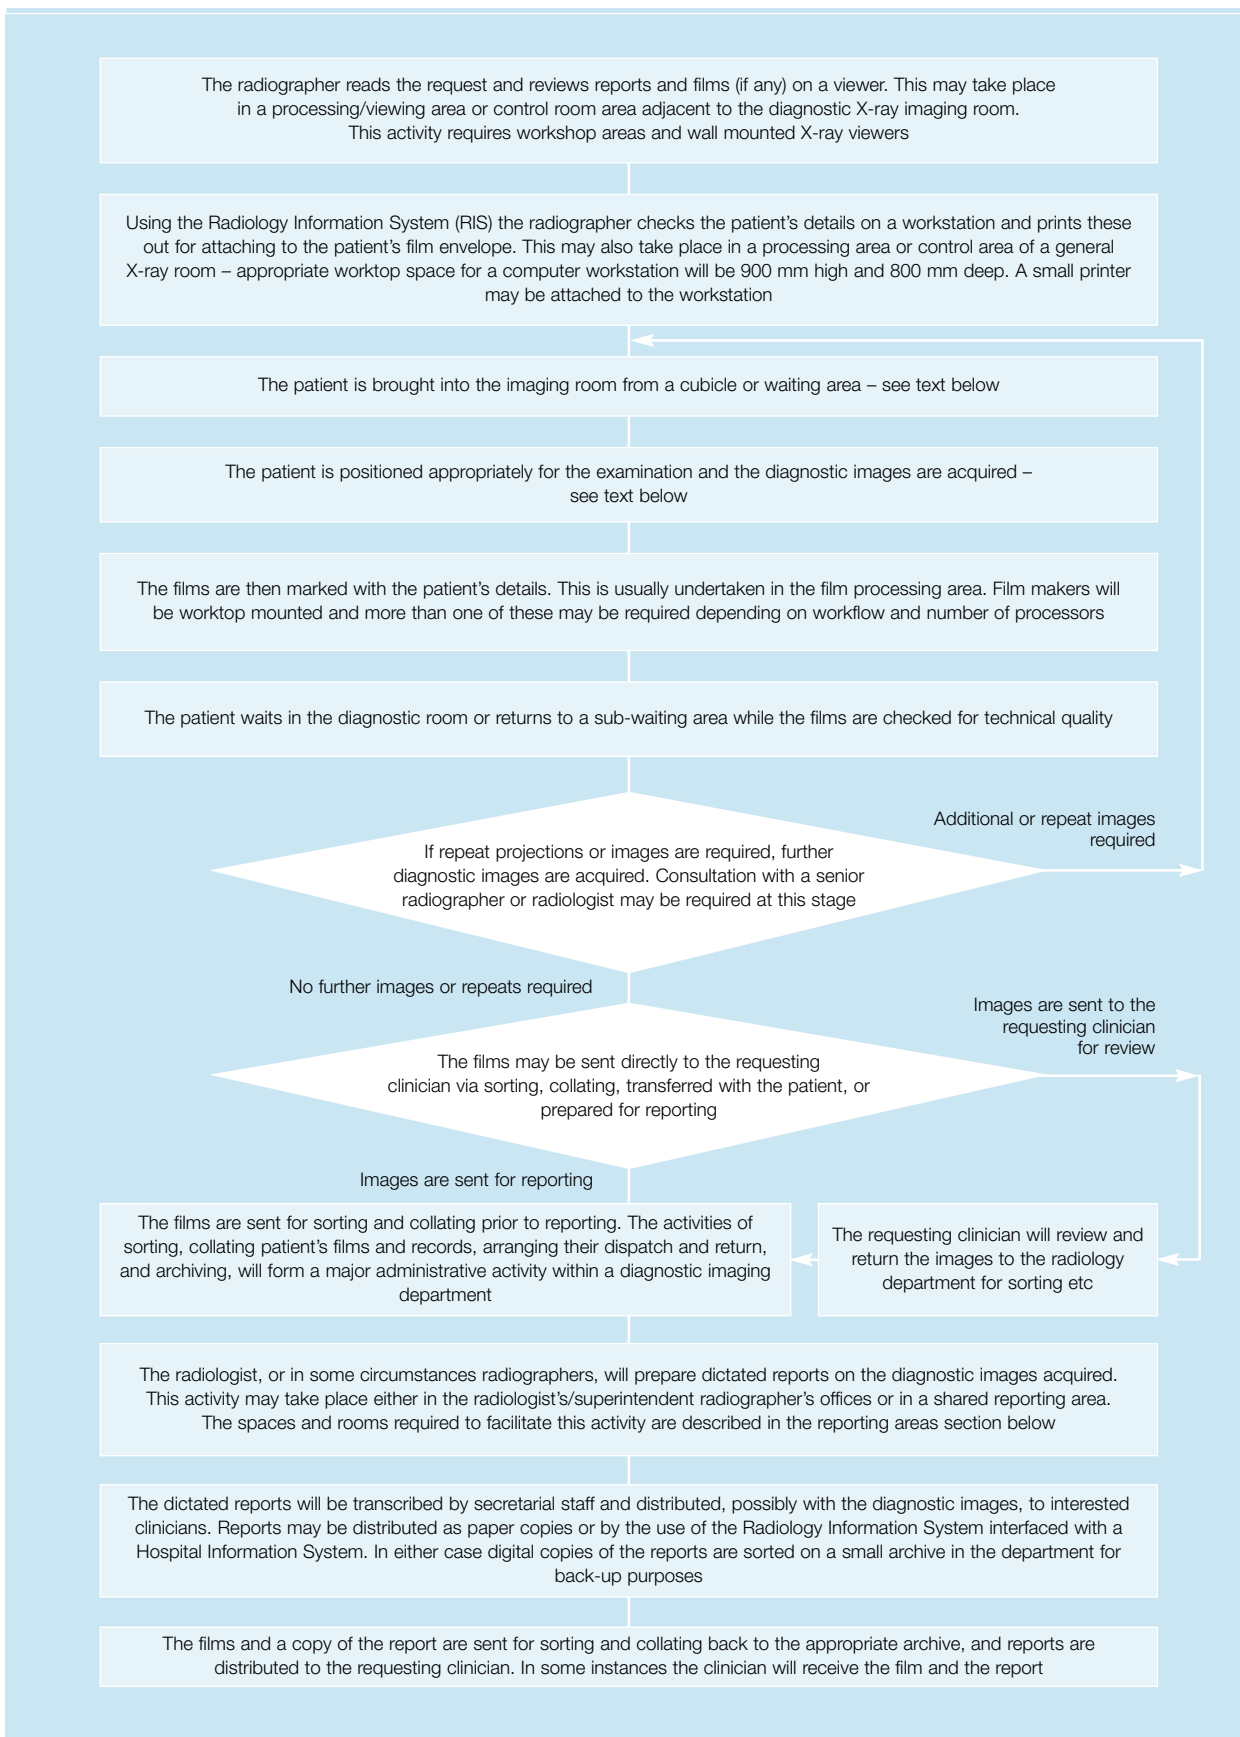 The radiographer reads the request and reviews reports and films (if any) on a viewer. This may take place
in a processing/viewing area or control room area adjacent to the diagnostic X-ray imaging room.
This activity requires workshop areas and wall mounted X-ray viewers
Using the Radiology Information System (RIS) the radiographer checks the patient’s details on a workstation and prints these
out for attaching to the patient’s film envelope. This may also take place in a processing area or control area of a general
X-ray room – appropriate worktop space for a computer workstation will be 900 mm high and 800 mm deep. A small printer
may be attached to the workstation
The patient is brought into the imaging room from a cubicle or waiting area – see text below
The patient is positioned appropriately for the examination and the diagnostic images are acquired –
see text below
The films are then marked with the patient’s details. This is usually undertaken in the film processing area. Film makers will
be worktop mounted and more than one of these may be required depending on workflow and number of processors
The patient waits in the diagnostic room or returns to a sub-waiting area while the films are checked for technical quality
Additional or repeat images
required
If repeat projections or images are required, further
diagnostic images are acquired. Consultation with a senior
radiographer or radiologist may be required at this stage
No further images or repeats required
Images are sent to the
requesting clinician
for review
The films may be sent directly to the requesting
clinician via sorting, collating, transferred with the patient, or
prepared for reporting
Images are sent for reporting
The films are sent for sorting and collating prior to reporting. The activities of
sorting, collating patient’s films and records, arranging their dispatch and return,
and archiving, will form a major administrative activity within a diagnostic imaging
department
The requesting clinician will review and
return the images to the radiology
department for sorting etc
The radiologist, or in some circumstances radiographers, will prepare dictated reports on the diagnostic images acquired.
This activity may take place either in the radiologist’s/superintendent radiographer’s offices or in a shared reporting area.
The spaces and rooms required to facilitate this activity are described in the reporting areas section below
The dictated reports will be transcribed by secretarial staff and distributed, possibly with the diagnostic images, to interested
clinicians. Reports may be distributed as paper copies or by the use of the Radiology Information System interfaced with a
Hospital Information System. In either case digital copies of the reports are sorted on a small archive in the department for
back-up purposes
The films and a copy of the report are sent for sorting and collating back to the appropriate archive, and reports are
distributed to the requesting clinician. In some instances the clinician will receive the film and the report